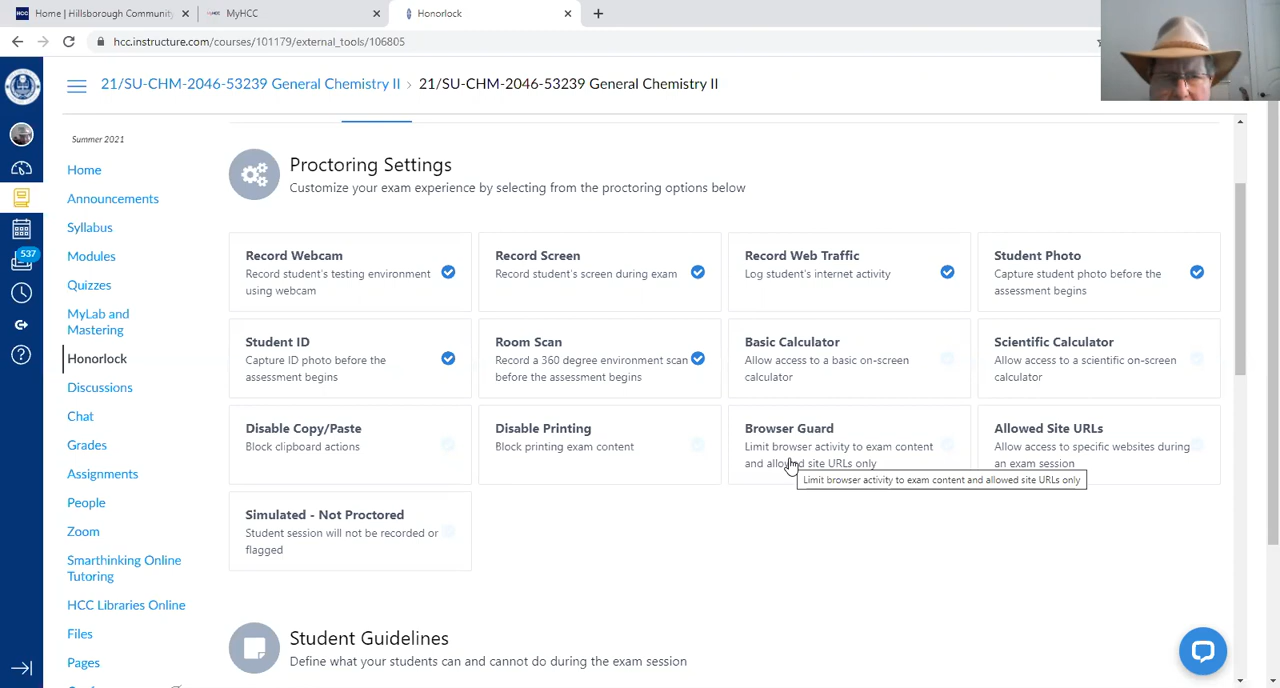 HCC Home | Hillsborough Community
MyHCC
Honorlock
hcc.instructure.com/courses/101179/external_tools/106805
21/SU-CHM-2046-53239 General Chemistry II › 21/SU-CHM-2046-53239 General Chemistry II
Summer 2021
Home
Announcements
Syllabus
Modules
Quizzes
MyLab and
Mastering
Honorlock
Discussions
Chat
Grades
Assignments
People
Zoom
Smarthinking Online
Tutoring
HCC Libraries Online
Files
Pages
537
Proctoring Settings
Customize your exam experience by selecting from the proctoring options below
Record Webcam
Record student's testing environment
using webcam
Record Screen
Record student's screen during exam
Record Web Traffic
Log student's internet activity
Student Photo
Capture student photo before the
assessment begins
Student ID
Capture ID photo before the
assessment begins
Room Scan
Record a 360 degree environment scan
before the assessment begins
Basic Calculator
Allow access to a basic on-screen
calculator
Scientific Calculator
Allow access to a scientific on-screen
calculator
Disable Copy/Paste
Block clipboard actions
Disable Printing
Block printing exam content
Browser Guard
Limit browser activity to exam content
and allowed site URLs only
Limit browser activity to exam content and allowed site URLs only
Allowed Site URLs
Allow access to specific websites during
an exam session
Simulated - Not Proctored
Student session will not be recorded or
flagged
Student Guidelines
Define what your students can and cannot do during the exam session